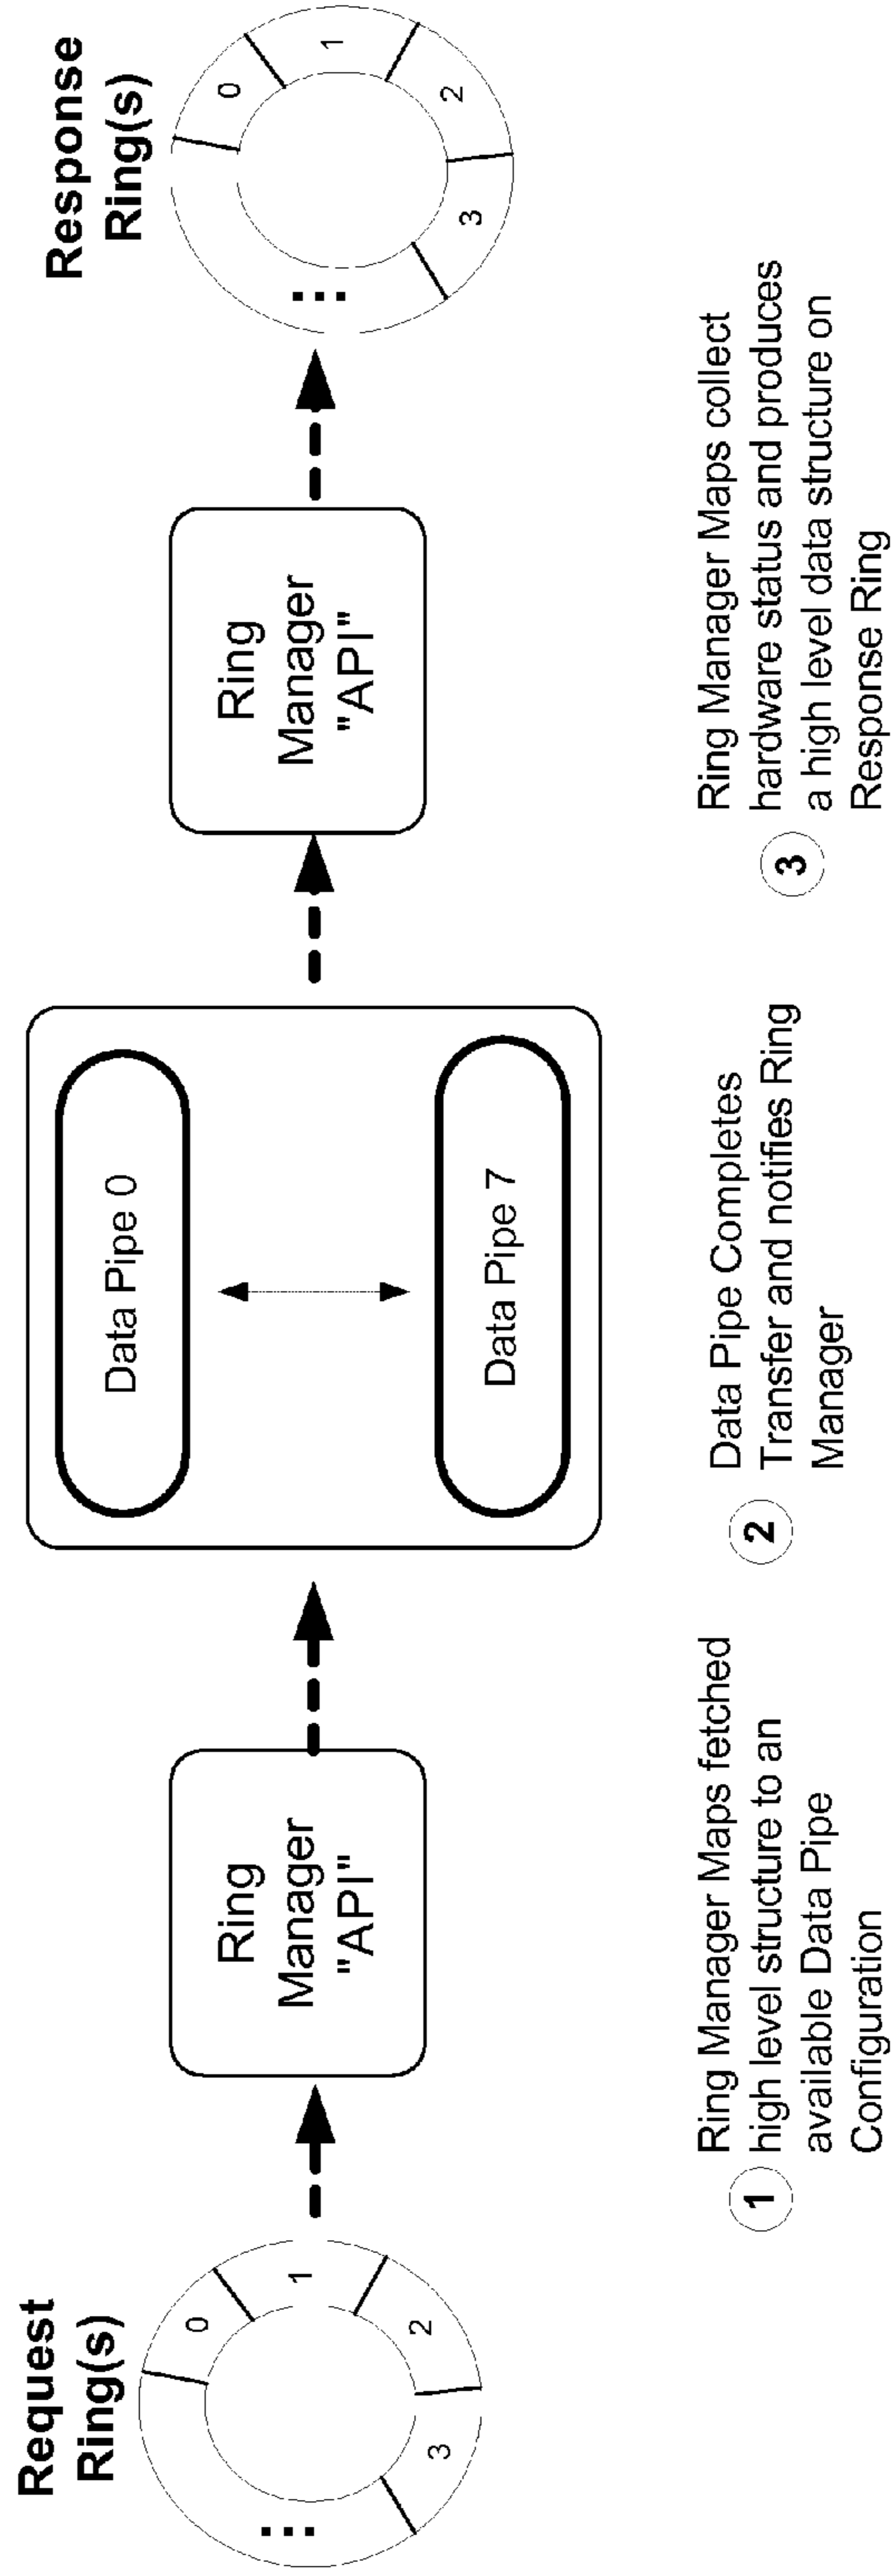 Request
Ring(s)
0
1
2
3
...
Ring
Manager
"API"
Data Pipe 0
Data Pipe 7
Ring
Manager
"API"
Response
Ring(s)
0
1
2
3
...
1
Ring Manager Maps fetched
high level structure to an
available Data Pipe
Configuration
2
Data Pipe Completes
Transfer and notifies Ring
Manager
3
Ring Manager Maps collect
hardware status and produces
a high level data structure on
Response Ring